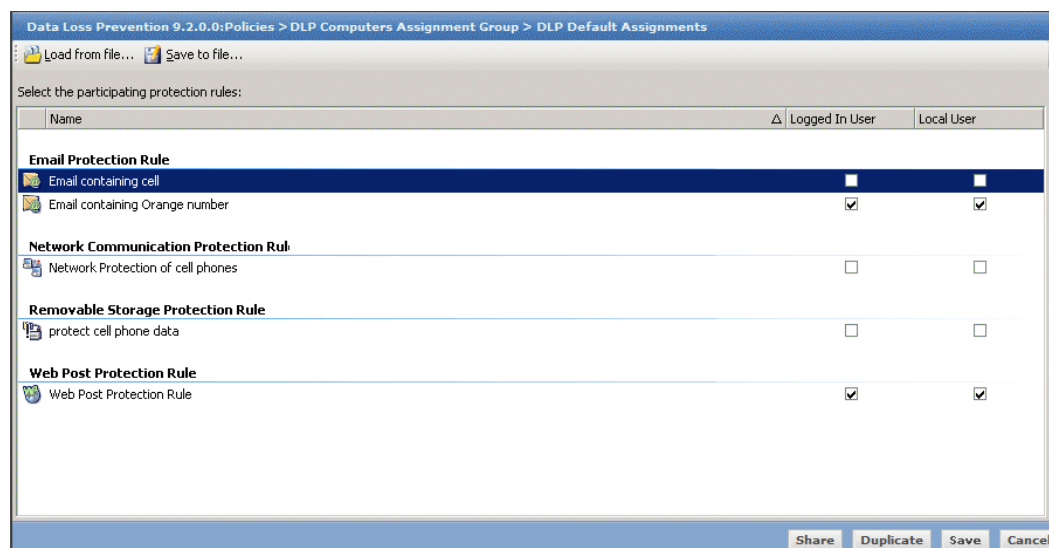 Data Loss Prevention 9.2.0.0:Policies > DLP Computers Assignment Group > DLP Default Assignments
Load from file... Save to file...
Select the participating protection rules:
Name Logged In User Local User
Email Protection Rule
Email containing cell
Email containing Orange number
Network Communication Protection Rul
Network Protection of cell phones
Removable Storage Protection Rule
protect cell phone data
Web Post Protection Rule
Web Post Protection Rule
Share Duplicate Save Cancel